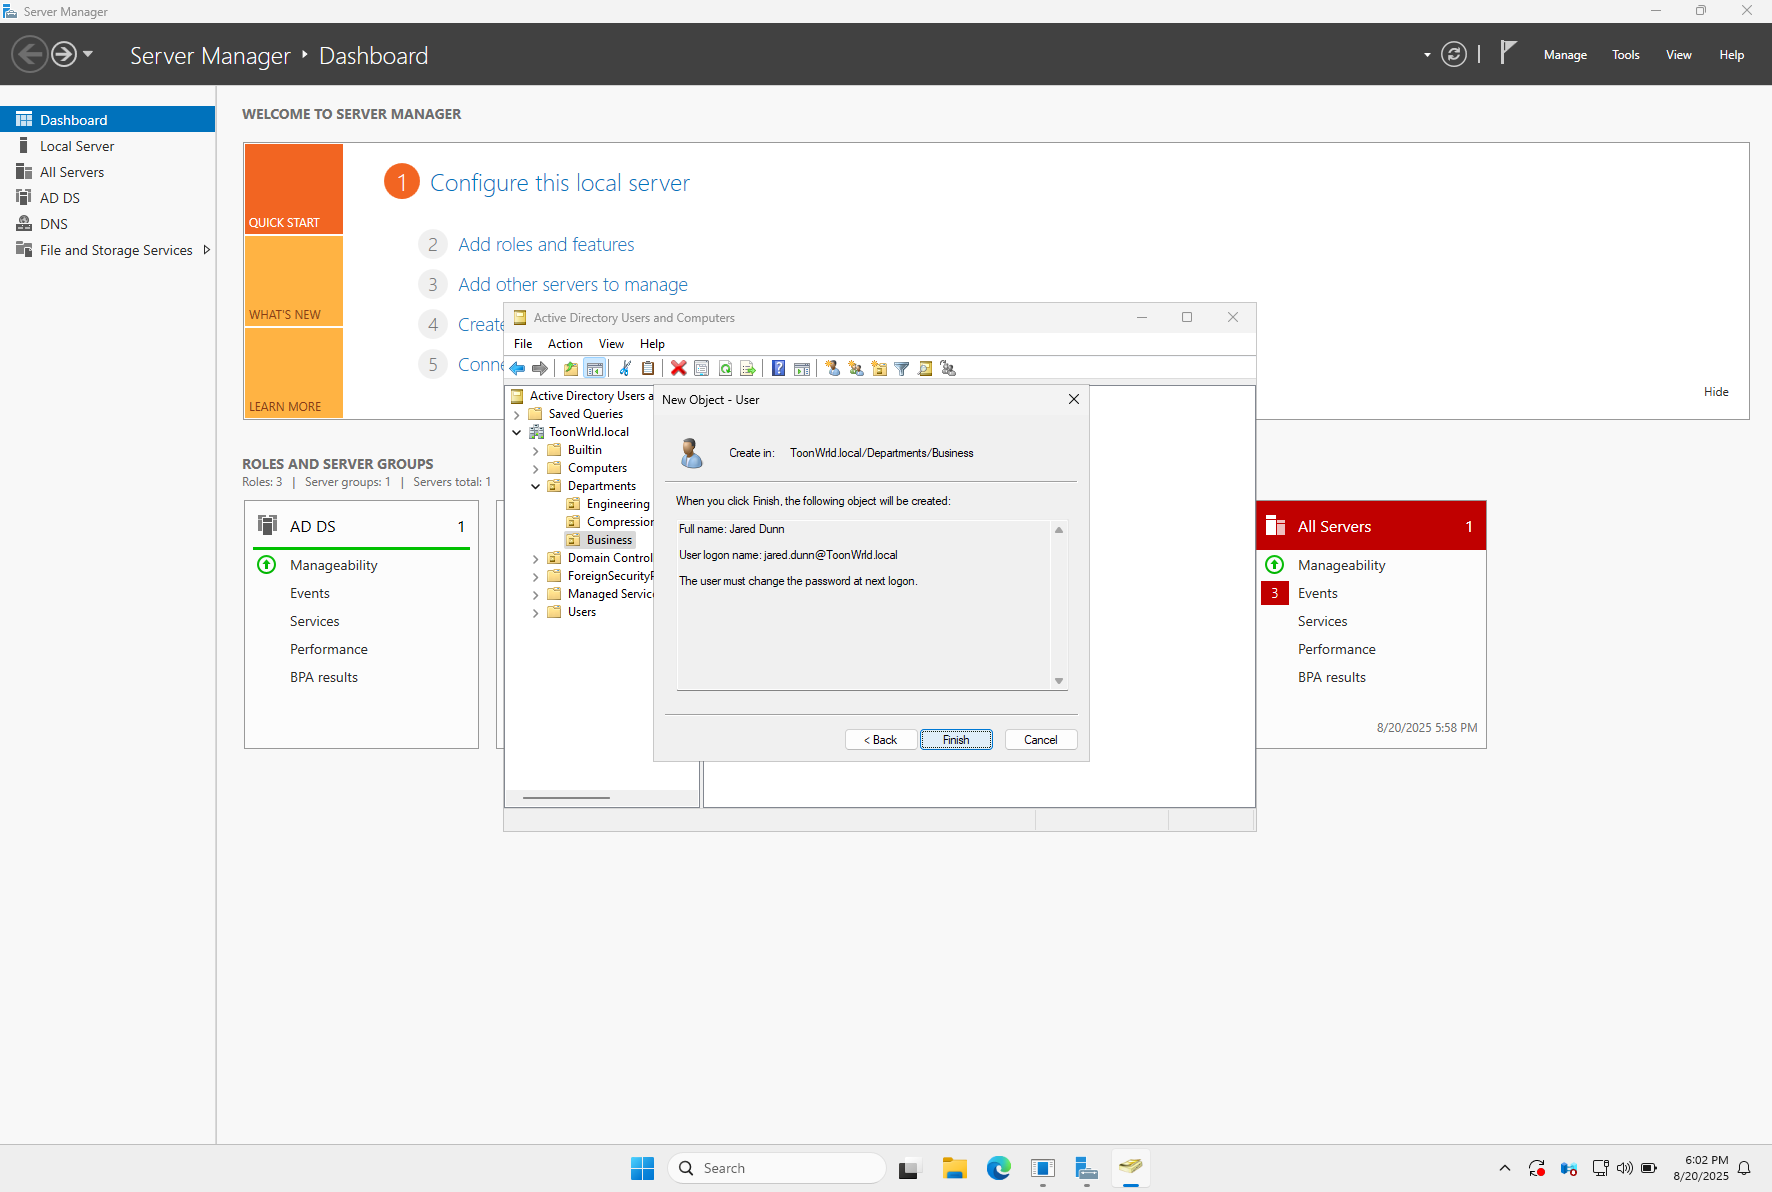 Server Manager
Server Manager
Dashboard
Manage
Tools
View
Help
Dashboard
Local Server
All Servers
AD DS
DNS
File and Storage Services
WELCOME TO SERVER MANAGER
QUICK START
WHAT'S NEW
LEARN MORE
1 Configure this local server
2 Add roles and features
3 Add other servers to manage
4 Create
5 Conne
Hide
ROLES AND SERVER GROUPS
Roles: 3 | Server groups: 1 | Servers total: 1
AD DS 1
Manageability
Events
Services
Performance
BPA results
Active Directory Users and Computers
File Action View Help
Active Directory Users a
Saved Queries
ToonWrld.local
Builtin
Computers
Departments
Engineering
Compression
Business
Domain Control
ForeignSecurityP
Managed Service
Users
New Object - User
Create in: ToonWrld.local/Departments/Business
When you click Finish, the following object will be created:
Full name: Jared Dunn
User logon name: jared.dunn@ToonWrld.local
The user must change the password at next logon.
< Back
Finish
Cancel
All Servers 1
Manageability
3 Events
Services
Performance
BPA results
8/20/2025 5:58 PM
Search
6:02 PM
8/20/2025